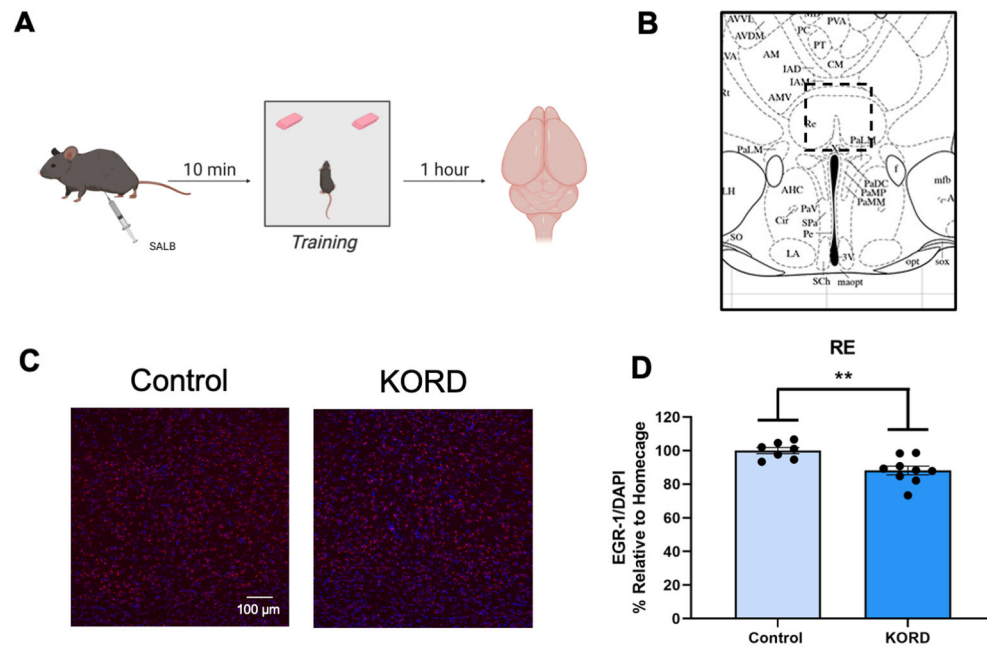 A
10 min
1 hour
SALB
Training
B
AVVL
MD
PVA
AVDM
PC
PT
VA
AM
CM
IAD
IAM
Rt
AMV
Re
PaLM
PaLM
Xi
f
LH
AHC
PaDC
PaMP
PaMM
mfb
A
Cir
PaV
SPa
Pe
SO
LA
3V
opt
sox
SCh
maopt
C
Control
KORD
100 µm
D
RE
**
EGR-1/DAPI
% Relative to Homecage
120
100
80
60
40
20
0
Control
KORD